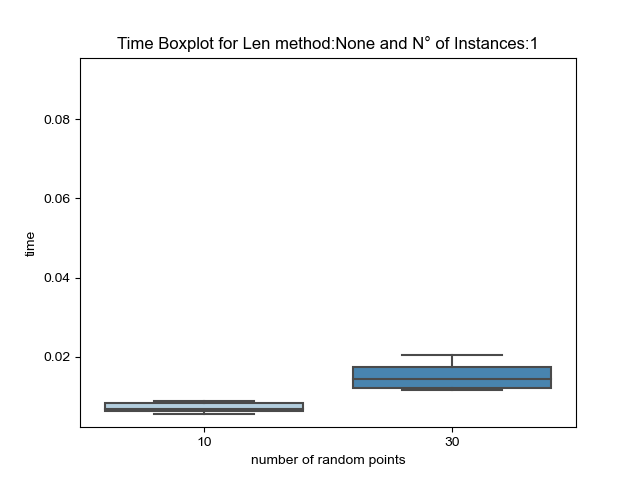 Time Boxplot for Len method:None and N° of Instances:1
0.08
0.06
0.04
0.02
time
10 30
number of random points